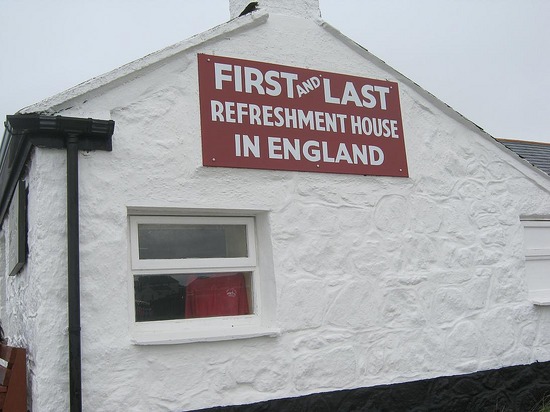 FIRST AND LAST
REFRESHMENT HOUSE
IN ENGLAND